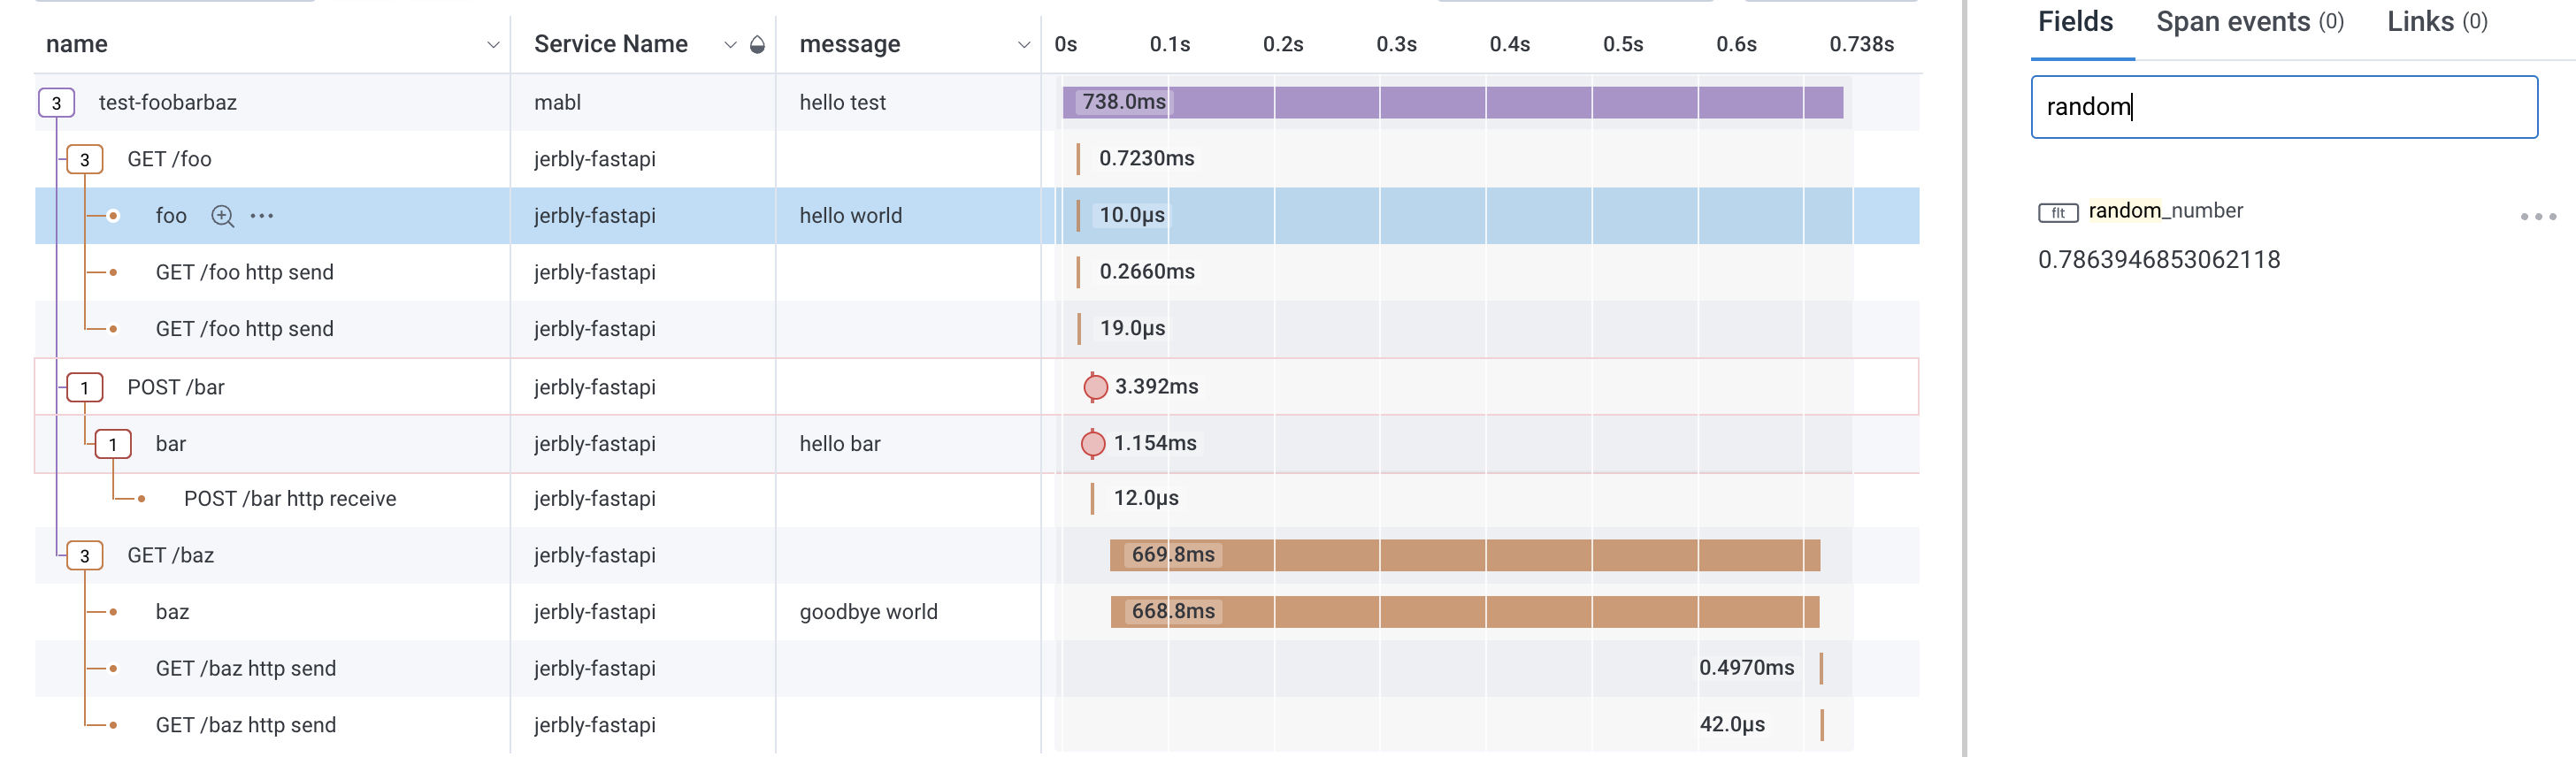 name Service Name message 0s 0.1s 0.2s 0.3s 0.4s 0.5s 0.6s 0.738s
3 test-foobarbaz mabl hello test 738.0ms
3 GET /foo jerbly-fastapi 0.7230ms
foo jerbly-fastapi hello world 10.0µs
GET /foo http send jerbly-fastapi 0.2660ms
GET /foo http send jerbly-fastapi 19.0µs
1 POST /bar jerbly-fastapi 3.392ms
1 bar jerbly-fastapi hello bar 1.154ms
POST /bar http receive jerbly-fastapi 12.0µs
3 GET /baz jerbly-fastapi 669.8ms
baz jerbly-fastapi goodbye world 668.8ms
GET /baz http send jerbly-fastapi 0.4970ms
GET /baz http send jerbly-fastapi 42.0µs
Fields Span events (0) Links (0)
random
flt random_number
0.7863946853062118